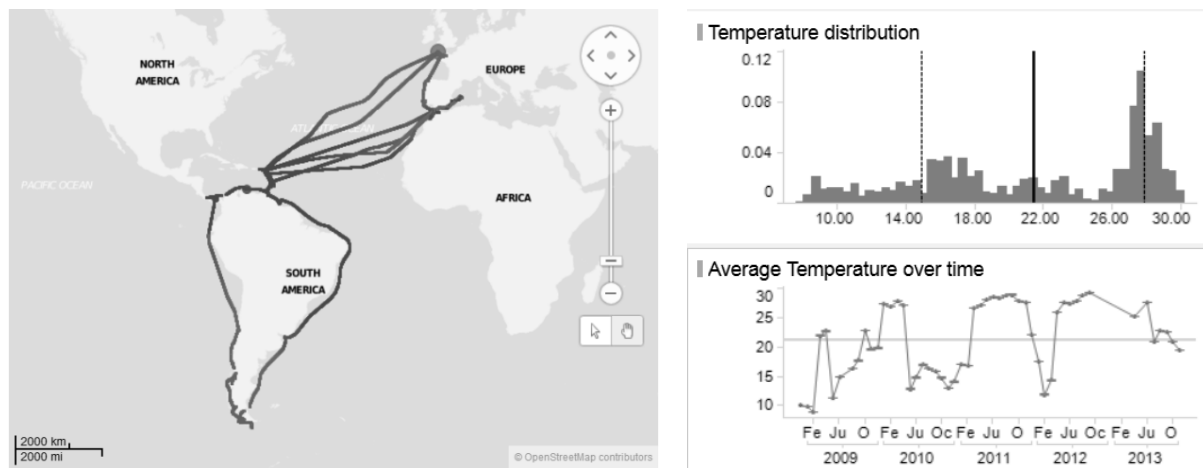 NORTH
AMERICA
EUROPE
ATLANTIC OCEAN
PACIFIC OCEAN
AFRICA
SOUTH
AMERICA
2000 km
2000 mi
© OpenStreetMap contributors
Temperature distribution
0.12
0.08
0.04
0
10.00 14.00 18.00 22.00 26.00 30.00
Average Temperature over time
30
25
20
15
10
Fe Ju O Fe Ju Oc Fe Ju O Fe Ju Oc Fe Ju O
2009 2010 2011 2012 2013